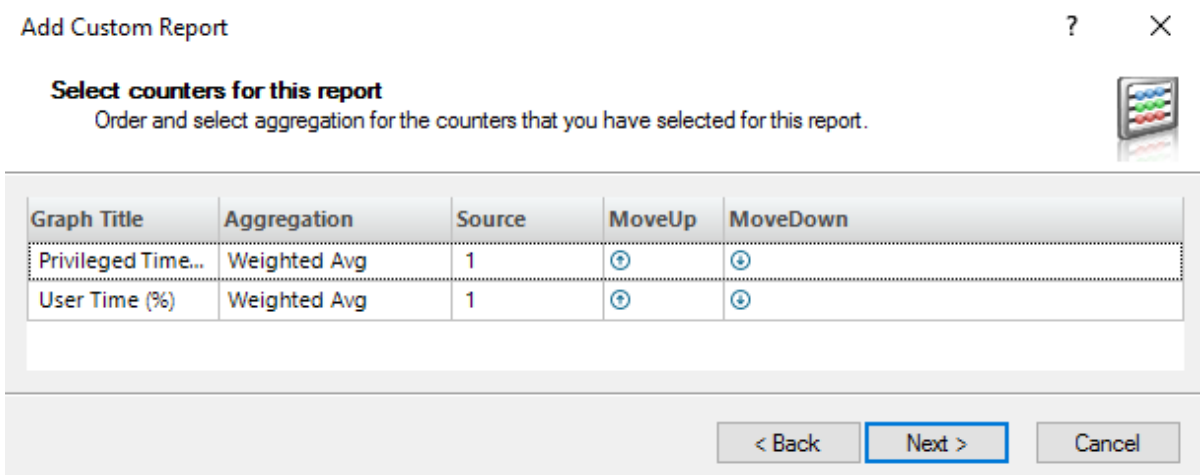 Add Custom Report ?
Select counters for this report
Order and select aggregation for the counters that you have selected for this report.
Graph Title Aggregation Source MoveUp MoveDown
Privileged Time... Weighted Avg 1
User Time (%) Weighted Avg 1
< Back Next > Cancel